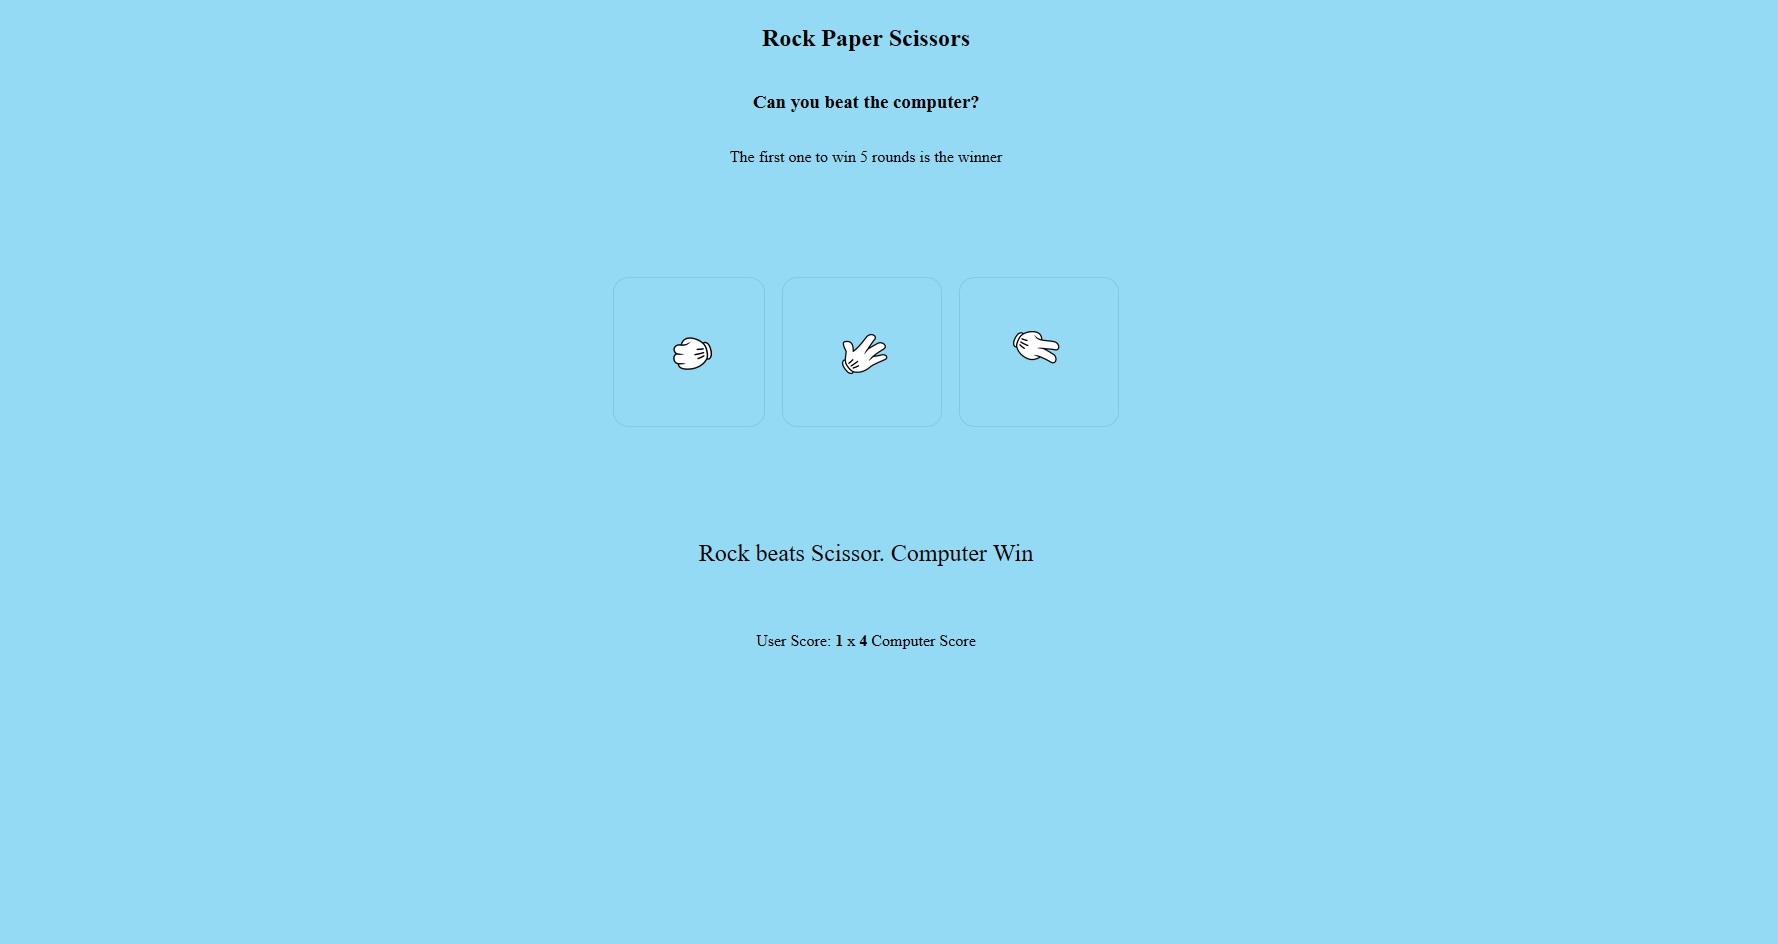 Rock Paper Scissors
Can you beat the computer?
The first one to win 5 rounds is the winner
Rock beats Scissor. Computer Win
User Score: 1 x 4 Computer Score